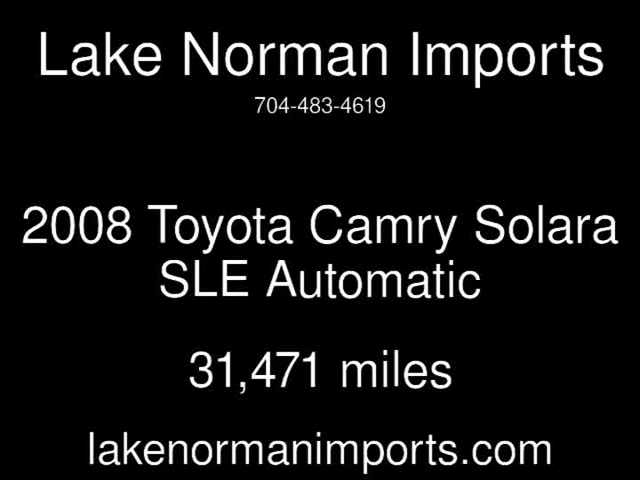 Lake Norman Imports
704-483-4619
2008 Toyota Camry Solara
SLE Automatic
31,471 miles
lakenormanimports.com